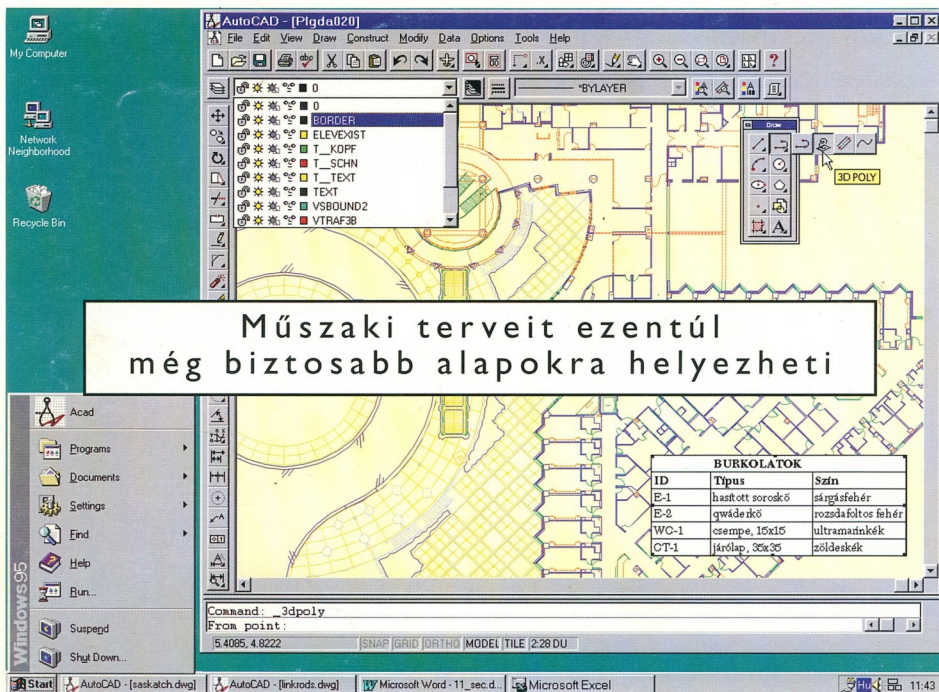 My Computer
Network
Neighborhood
Recycle Bin
AutoCAD - [Plgda020]
File Edit View Draw Construct Modify Data Options Tools Help
0
*BYLAYER
0
BORDER
ELEVEXIST
T__KOPF
T__SCHN
T__TEXT
TEXT
VSBOUND2
VTRAF3B
Draw
3D POLY
Műszaki terveit ezentúl
még biztosabb alapokra helyezheti
Acad
Programs
Documents
Settings
Find
Help
Run...
Suspend
Shut Down...
Windows95
BURKOLATOK
ID Típus Szín
E-1 hasított soroskő sárgásfehér
E-2 qwáderkő rozsdafoltos fehér
WC-1 csempe, 15x15 ultramarinkék
CT-1 járólap, 35x35 zöldeskék
Command: _3dpoly
From point:
5.4085, 4.8222 SNAP GRID ORTHO MODEL TILE 2:28 DU
Start AutoCAD - [saskatch.dwg] AutoCAD - [linkrods.dwg] Microsoft Word - 11_sec.d... Microsoft Excel Hu 11:43